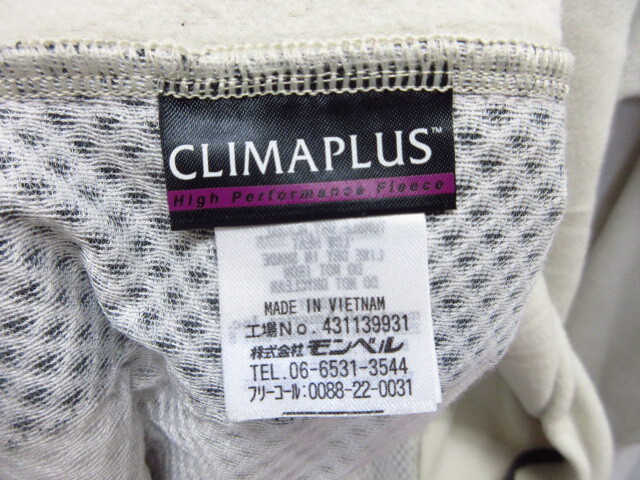 CLIMAPLUS™
High Performance Fleece
MADE IN VIETNAM
工場No. 431139931
株式会社 モンベル
TEL. 06-6531-3544
フリーコール:0088-22-0031